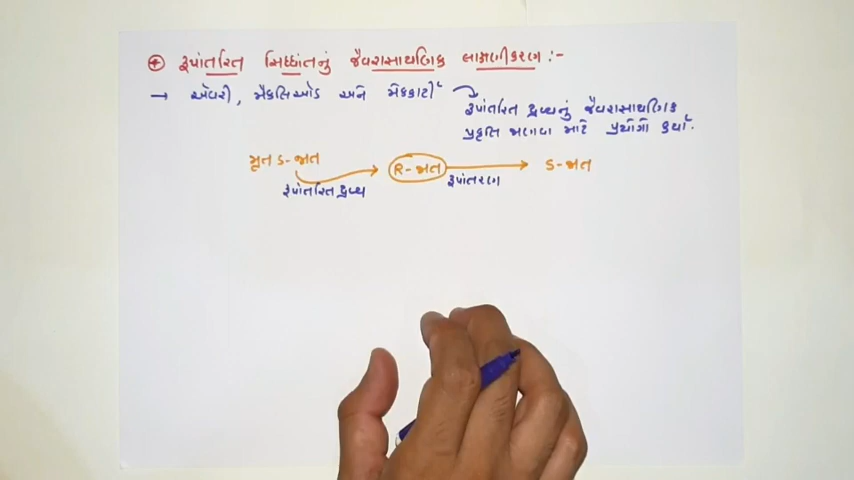 * રૂપાંતરિત સિદ્ધાંતનું જૈવરાસાયણિક લાક્ષણીકરણ :-
→ એવરી, મૈકલિઓડ અને મેકકાર્ટી
રૂપાંતરિત દ્રવ્યનું જૈવરાસાયણિક
પ્રકૃતિ જાણવા માટે પ્રયોગો કર્યાં.
મૃત S-જાત → R-જાત → S-જાત
રૂપાંતરિત દ્રવ્ય રૂપાંતરણ